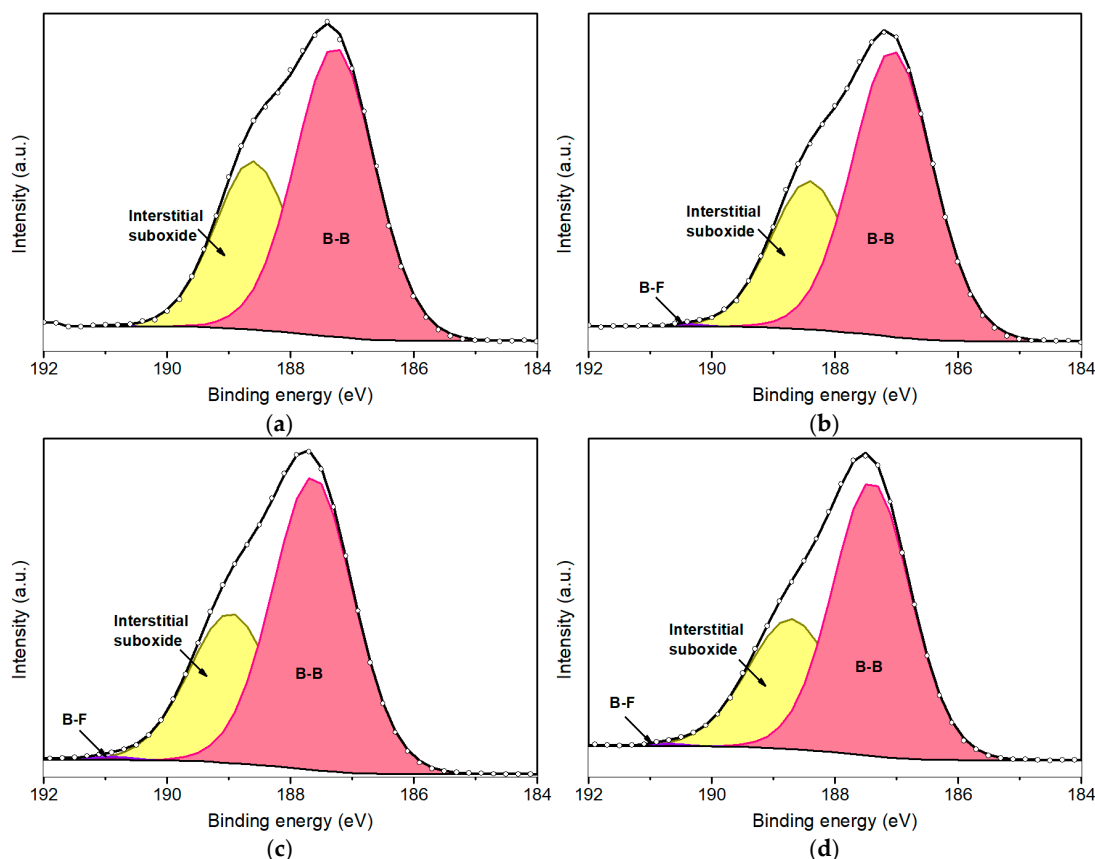 Intensity (a.u.)
Interstitial
suboxide
B-B
192
190
188
186
184
Binding energy (eV)
(a)
Intensity (a.u.)
Interstitial
suboxide
B-B
B-F
192
190
188
186
184
Binding energy (eV)
(b)
Intensity (a.u.)
Interstitial
suboxide
B-B
B-F
192
190
188
186
184
Binding energy (eV)
(c)
Intensity (a.u.)
Interstitial
suboxide
B-B
B-F
192
190
188
186
184
Binding energy (eV)
(d)